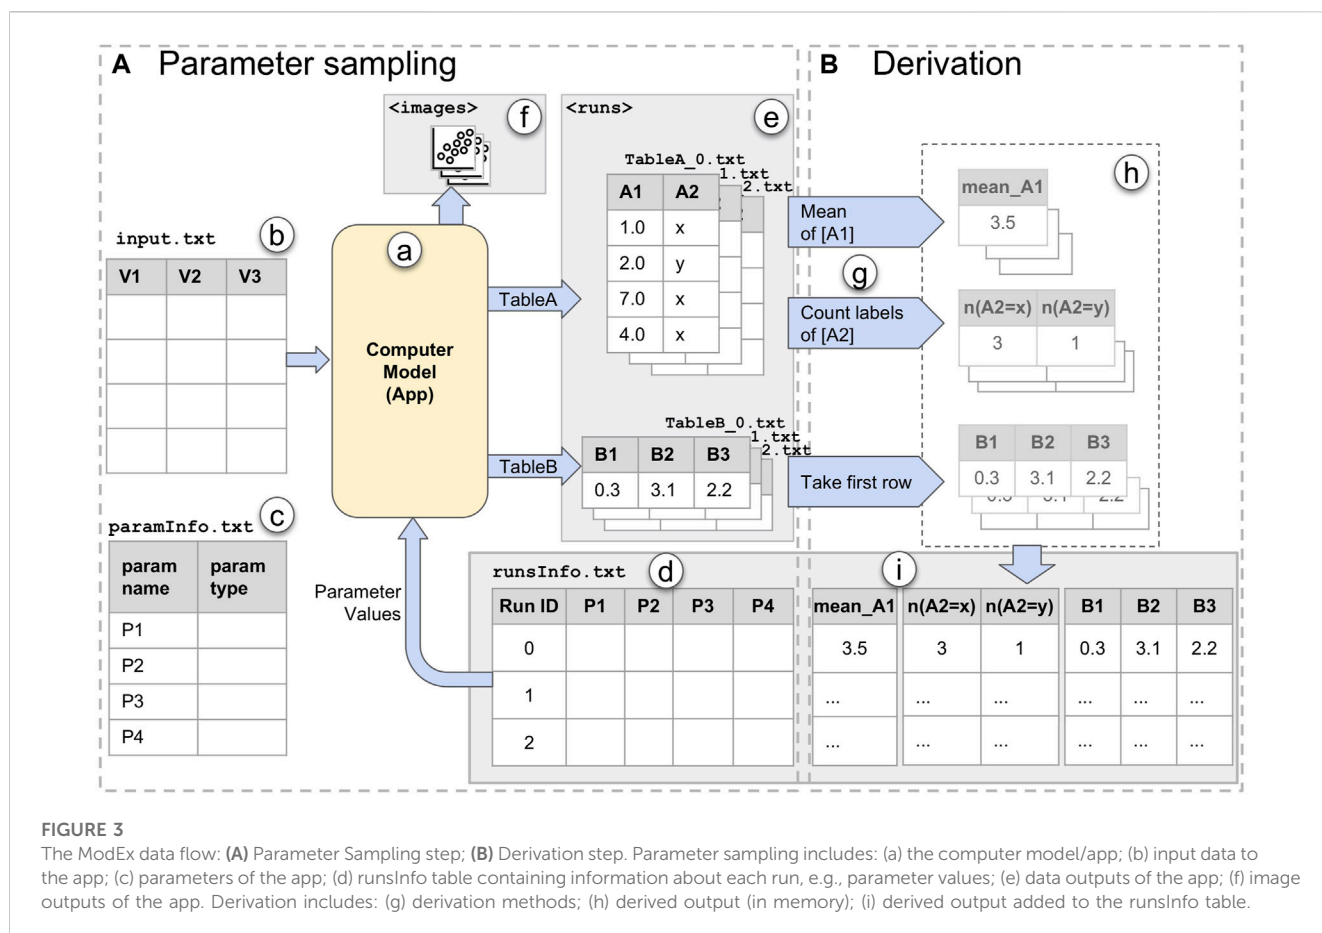 A Parameter sampling
B Derivation
<images>
f
<runs>
e
TableA_0.txt
1.txt
2.txt
A1 A2
1.0 x
2.0 y
7.0 x
4.0 x
input.txt
b
V1 V2 V3
a
Computer
Model
(App)
TableA
TableB
TableB_0.txt
1.txt
2.txt
B1 B2 B3
0.3 3.1 2.2
Mean
of [A1]
g
Count labels
of [A2]
Take first row
h
mean_A1
3.5
n(A2=x) n(A2=y)
3 1
B1 B2 B3
0.3 3.1 2.2
0.3 3.1 2.2
paramInfo.txt
c
param
name
param
type
P1
P2
P3
P4
Parameter
Values
runsInfo.txt
d
Run ID P1 P2 P3 P4
0
1
2
i
mean_A1 n(A2=x) n(A2=y) B1 B2 B3
3.5 3 1 0.3 3.1 2.2
... ... ... ... ... ...
... ... ... ... ... ...
FIGURE 3
The ModEx data flow: (A) Parameter Sampling step; (B) Derivation step. Parameter sampling includes: (a) the computer model/app; (b) input data to
the app; (c) parameters of the app; (d) runsInfo table containing information about each run, e.g., parameter values; (e) data outputs of the app; (f) image
outputs of the app. Derivation includes: (g) derivation methods; (h) derived output (in memory); (i) derived output added to the runsInfo table.